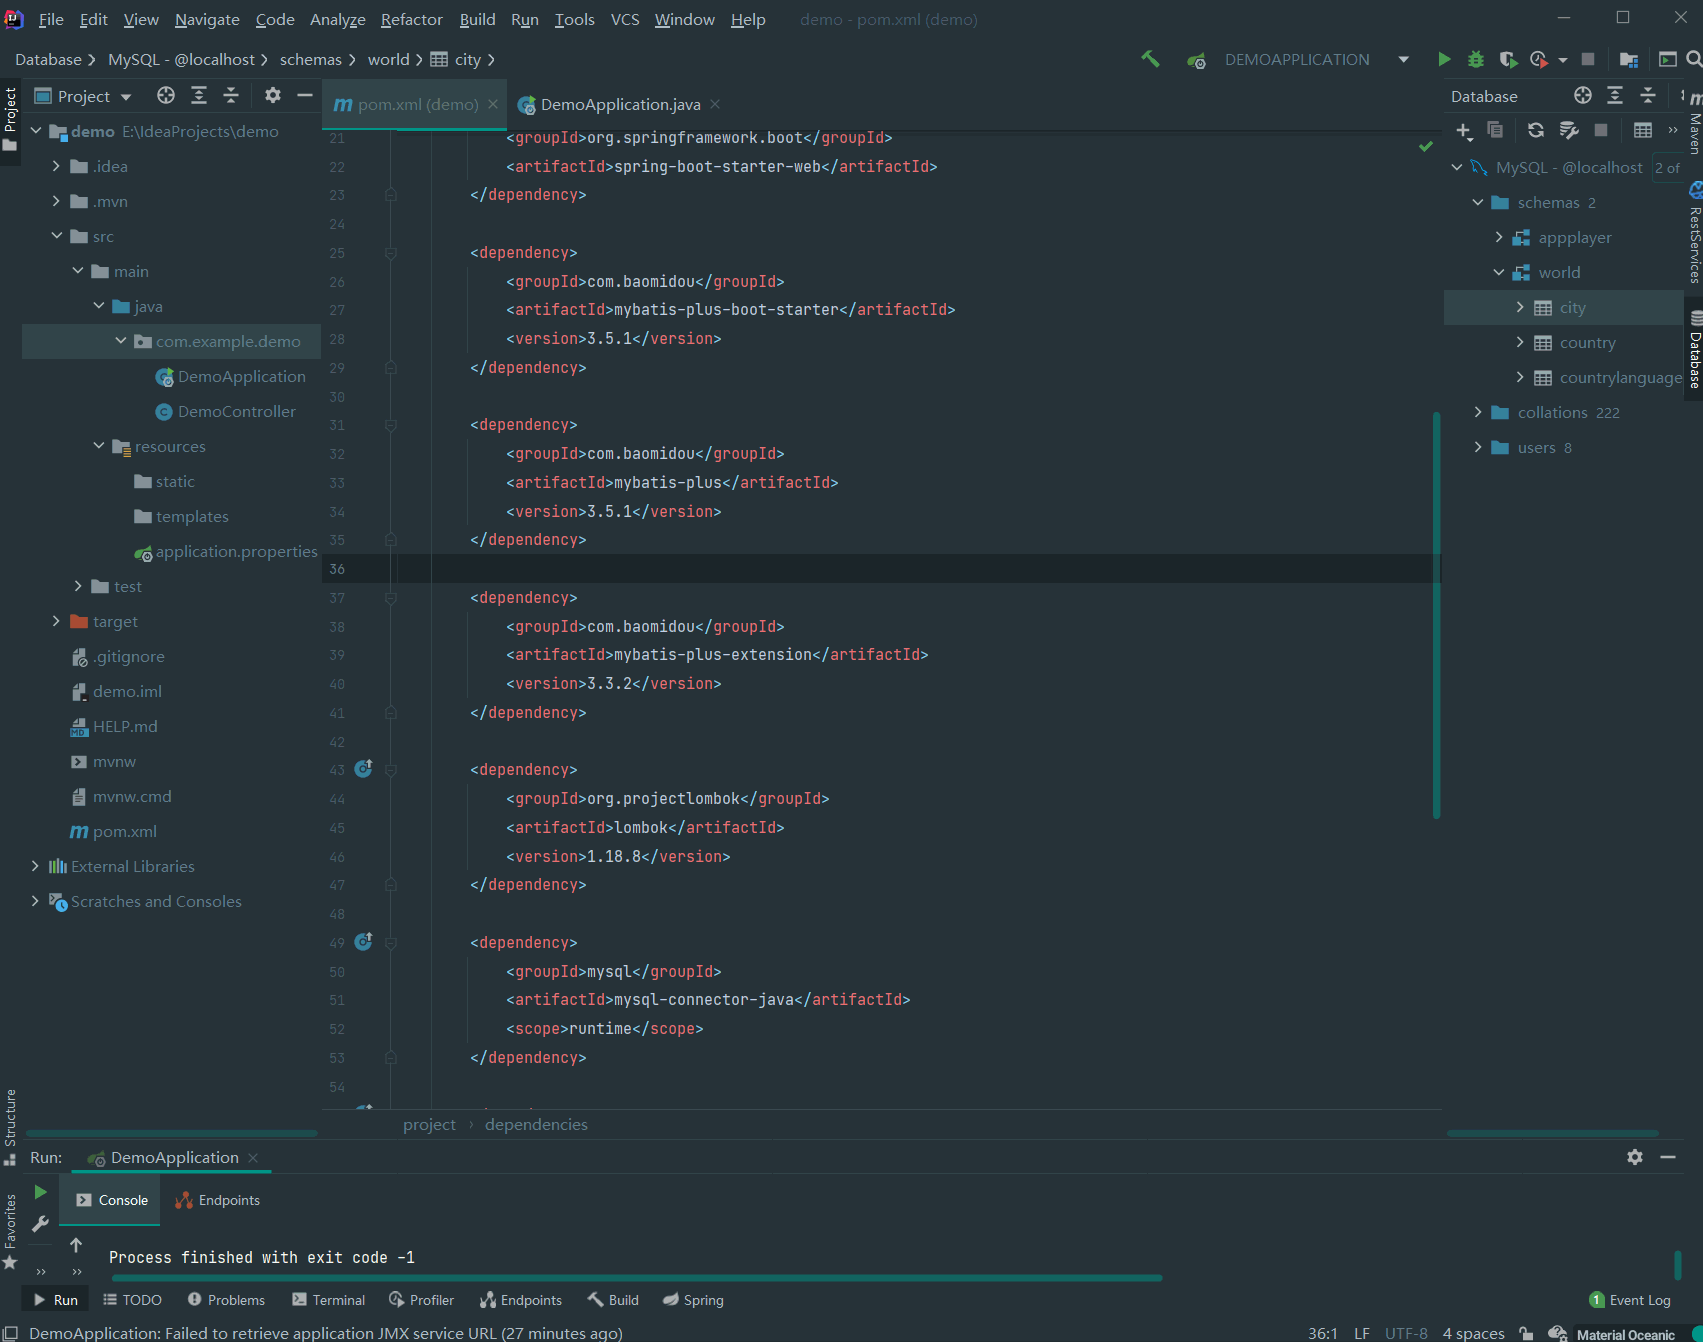 File Edit View Navigate Code Analyze Refactor Build Run Tools VCS Window Help demo - pom.xml (demo)
Database MySQL - @localhost schemas world city
DEMOAPPLICATION
Project
Project
pom.xml (demo)
DemoApplication.java
Database
Maven
RestServices
Database
demo E:\IdeaProjects\demo
.idea
.mvn
src
main
java
com.example.demo
DemoApplication
DemoController
resources
static
templates
application.properties
test
target
.gitignore
demo.iml
HELP.md
mvnw
mvnw.cmd
pom.xml
External Libraries
Scratches and Consoles
21 <groupId>org.springframework.boot</groupId>
22 <artifactId>spring-boot-starter-web</artifactId>
23 </dependency>
24
25 <dependency>
26 <groupId>com.baomidou</groupId>
27 <artifactId>mybatis-plus-boot-starter</artifactId>
28 <version>3.5.1</version>
29 </dependency>
30
31 <dependency>
32 <groupId>com.baomidou</groupId>
33 <artifactId>mybatis-plus</artifactId>
34 <version>3.5.1</version>
35 </dependency>
36
37 <dependency>
38 <groupId>com.baomidou</groupId>
39 <artifactId>mybatis-plus-extension</artifactId>
40 <version>3.3.2</version>
41 </dependency>
42
43 <dependency>
44 <groupId>org.projectlombok</groupId>
45 <artifactId>lombok</artifactId>
46 <version>1.18.8</version>
47 </dependency>
48
49 <dependency>
50 <groupId>mysql</groupId>
51 <artifactId>mysql-connector-java</artifactId>
52 <scope>runtime</scope>
53 </dependency>
54
project › dependencies
MySQL - @localhost 2 of
schemas 2
appplayer
world
city
country
countrylanguage
collations 222
users 8
Structure
Favorites
Run: DemoApplication
Console
Endpoints
Process finished with exit code -1
Run TODO Problems Terminal Profiler Endpoints Build Spring
1 Event Log
DemoApplication: Failed to retrieve application JMX service URL (27 minutes ago)
36:1 LF UTF-8 4 spaces Material Oceanic